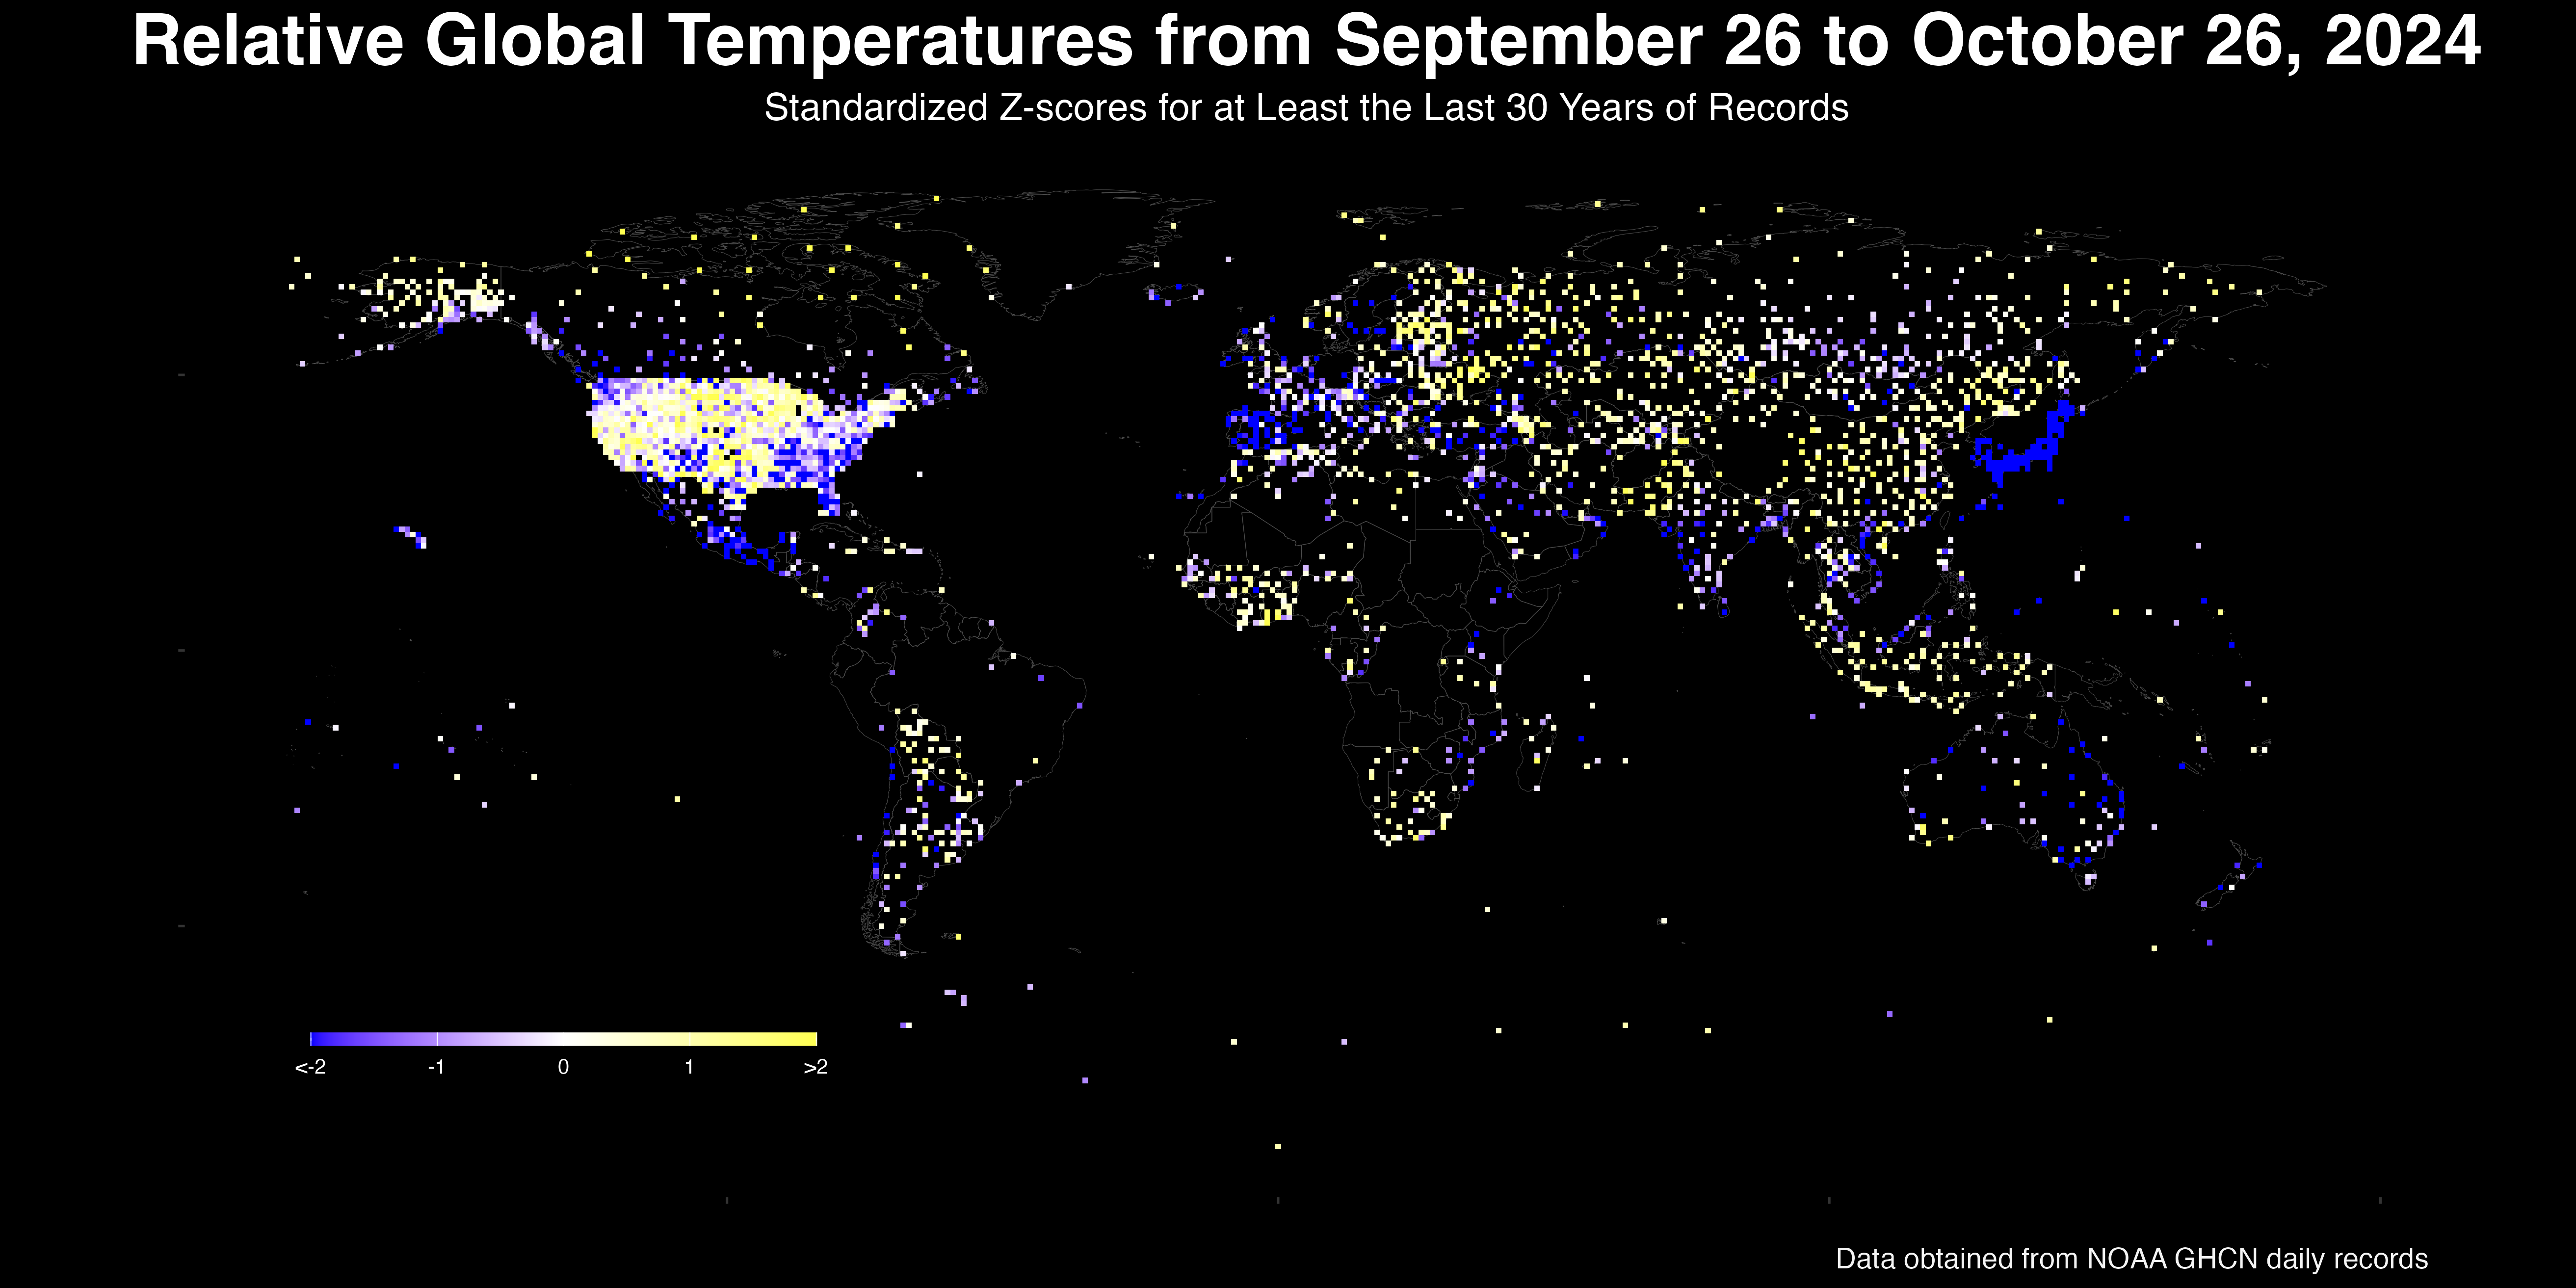 Relative Global Temperatures from September 26 to October 26, 2024
Standardized Z-scores for at Least the Last 30 Years of Records
<-2 -1 0 1 >2
Data obtained from NOAA GHCN daily records